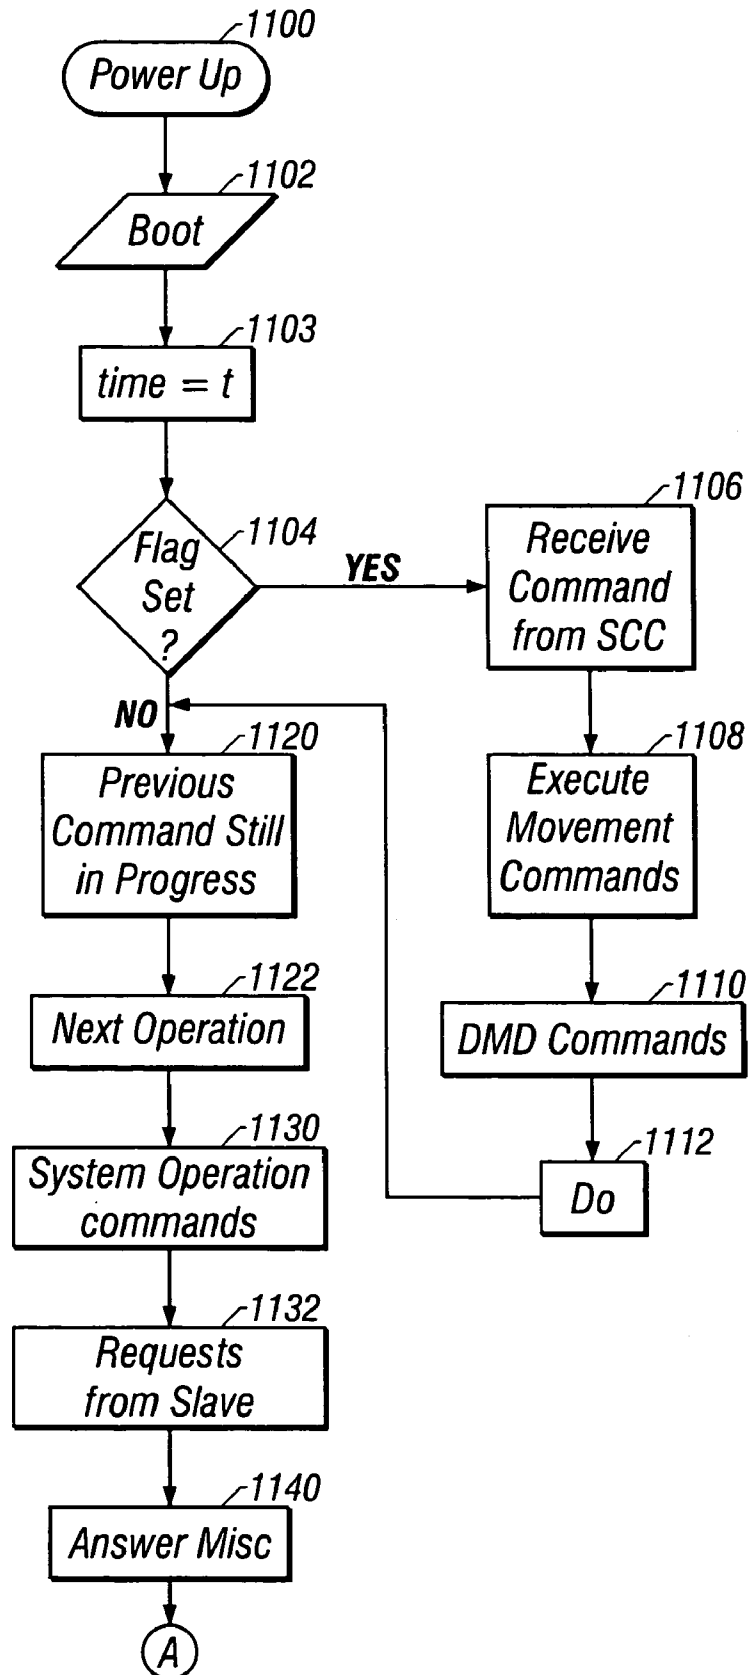 1100
Power Up
1102
Boot
1103
time = t
1104
Flag
Set
?
YES
NO
1106
Receive
Command
from SCC
1108
Execute
Movement
Commands
1110
DMD Commands
1112
Do
1120
Previous
Command Still
in Progress
1122
Next Operation
1130
System Operation
commands
1132
Requests
from Slave
1140
Answer Misc
A